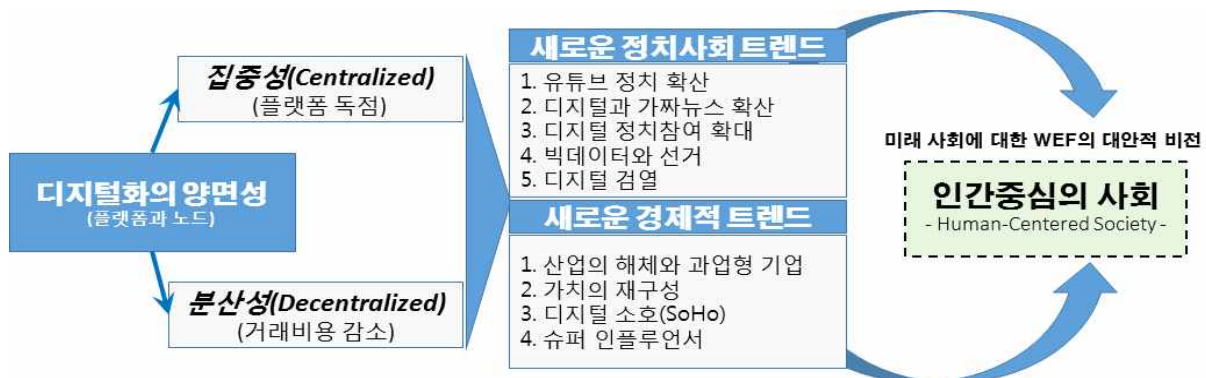 디지털화의 양면성
(플랫폼과 노드)
집중성(Centralized)
(플랫폼 독점)
분산성(Decentralized)
(거래비용 감소)
새로운 정치사회 트렌드
1. 유튜브 정치 확산
2. 디지털과 가짜뉴스 확산
3. 디지털 정치참여 확대
4. 빅데이터와 선거
5. 디지털 검열
새로운 경제적 트렌드
1. 산업의 해체와 과업형 기업
2. 가치의 재구성
3. 디지털 소호(SoHo)
4. 슈퍼 인플루언서
미래 사회에 대한 WEF의 대안적 비전
인간중심의 사회
- Human-Centered Society -